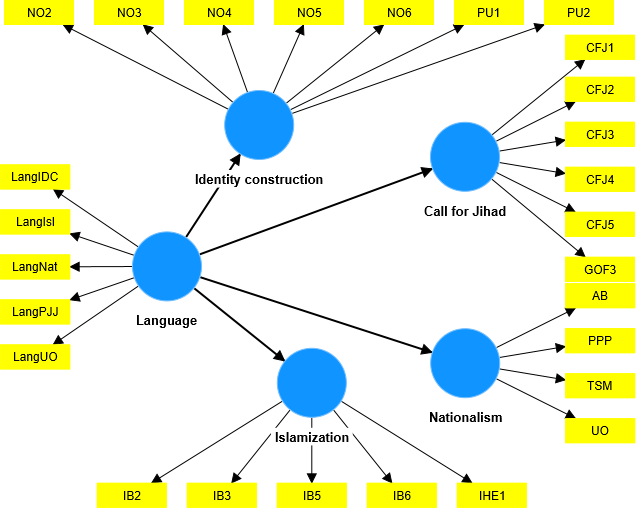 NO2
NO3
NO4
NO5
NO6
PU1
PU2
CFJ1
CFJ2
CFJ3
CFJ4
CFJ5
GOF3
Identity construction
Call for Jihad
LangIDC
LangIsl
LangNat
LangPJJ
LangUO
Language
AB
PPP
TSM
UO
Nationalism
Islamization
IB2
IB3
IB5
IB6
IHE1